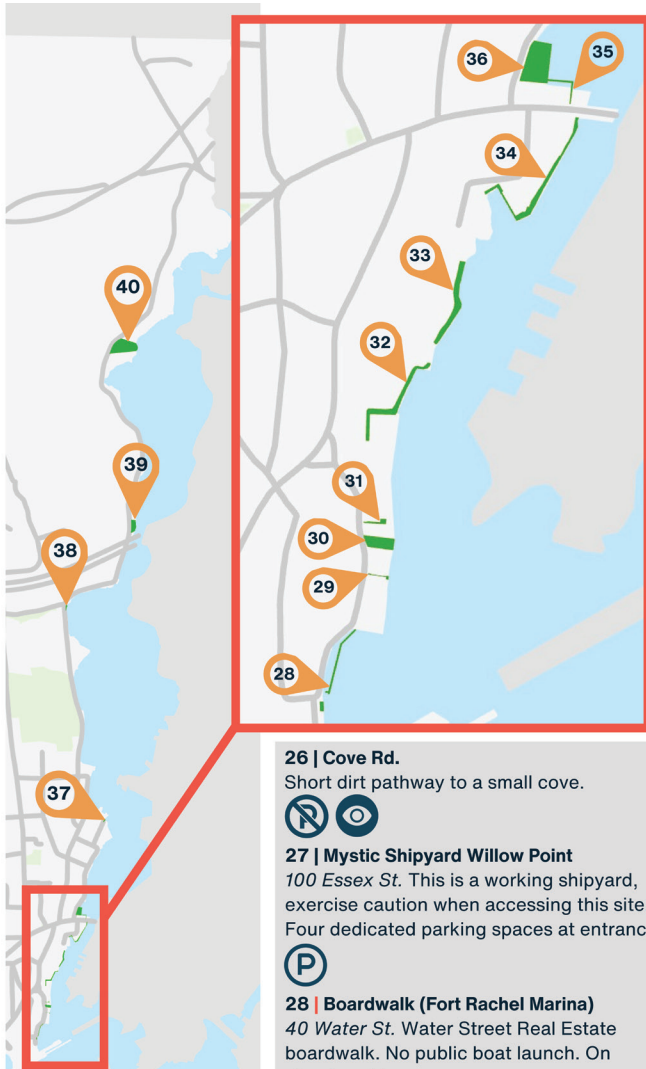 36
35
34
33
32
31
30
29
28
40
39
38
37
26 | Cove Rd.
Short dirt pathway to a small cove.
P
27 | Mystic Shipyard Willow Point
100 Essex St. This is a working shipyard,
exercise caution when accessing this site
Four dedicated parking spaces at entranc
P
28 | Boardwalk (Fort Rachel Marina)
40 Water St. Water Street Real Estate
boardwalk. No public boat launch. On